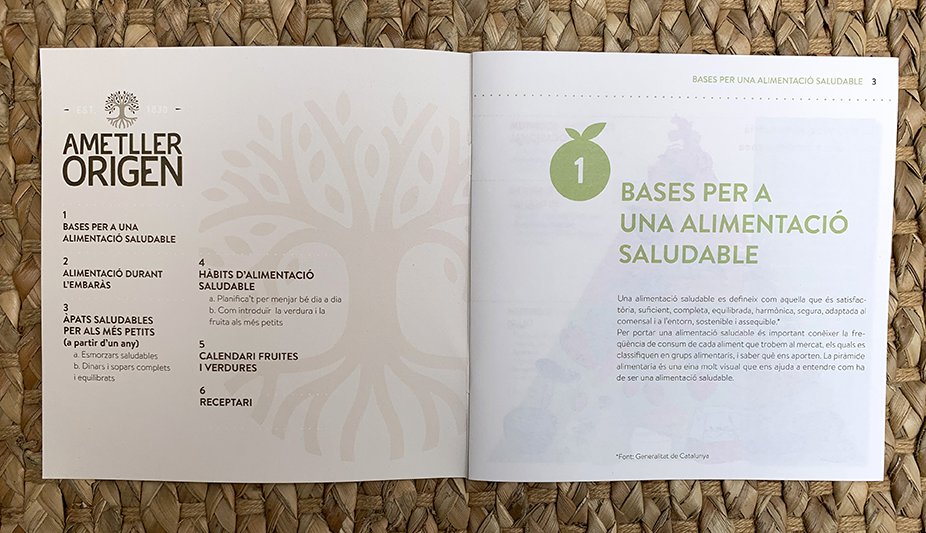 EST. 1830
AMETLLER
ORIGEN
1
BASES PER A UNA
ALIMENTACIÓ SALUDABLE
2
ALIMENTACIÓ DURANT
L'EMBARÀS
3
ÀPATS SALUDABLES
PER ALS MÉS PETITS
(a partir d'un any)
a. Esmorzars saludables
b. Dinars i sopars complets
i equilibrats
4
HÀBITS D'ALIMENTACIÓ
SALUDABLE
a. Planifica't per menjar bé dia a dia
b. Com introduir la verdura i la
fruita als més petits
5
CALENDARI FRUITES
I VERDURES
6
RECEPTARI
BASES PER UNA ALIMENTACIÓ SALUDABLE 3
1
BASES PER A
UNA ALIMENTACIÓ
SALUDABLE
Una alimentació saludable es defineix com aquella que és satisfac-
tòria, suficient, completa, equilibrada, harmònica, segura, adaptada al
comensal i a l'entorn, sostenible i assequible.*
Per portar una alimentació saludable és important conèixer la fre-
qüència de consum de cada aliment que trobem al mercat, els quals es
classifiquen en grups alimentaris, i saber què ens aporten. La piràmide
alimentària és una eina molt visual que ens ajuda a entendre com ha
de ser una alimentació saludable.
*Font: Generalitat de Catalunya